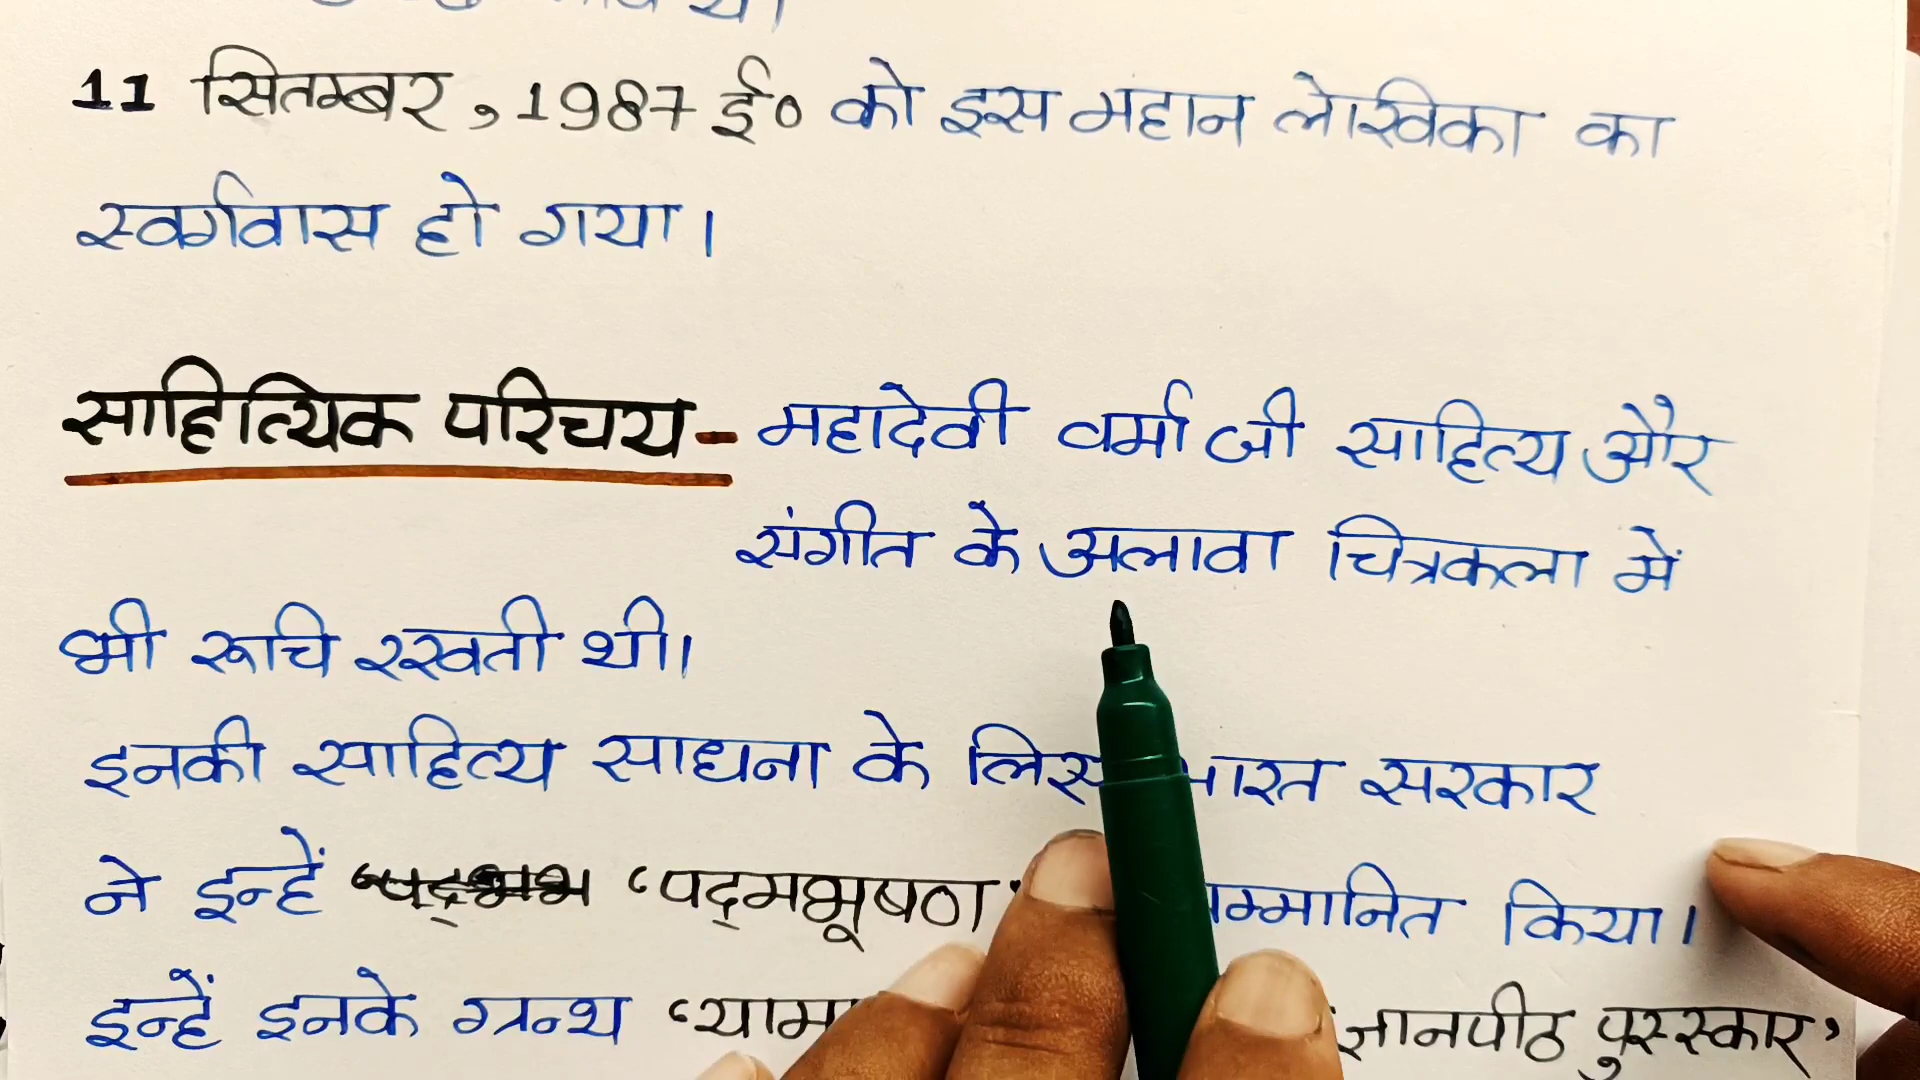 11 सितम्बर, 1987 ई० को इस महान लेखिका का
स्वर्गवास हो गया।
साहित्यिक परिचय- महादेवी वर्मा जी साहित्य और
संगीत के अलावा चित्रकला में
भी रूचि रखती थी।
इनकी साहित्य साधना के सरकार
ने इन्हें 'पद्मभूषण' किया।
इन्हें इनके ग्रन्थ पुरस्कार'